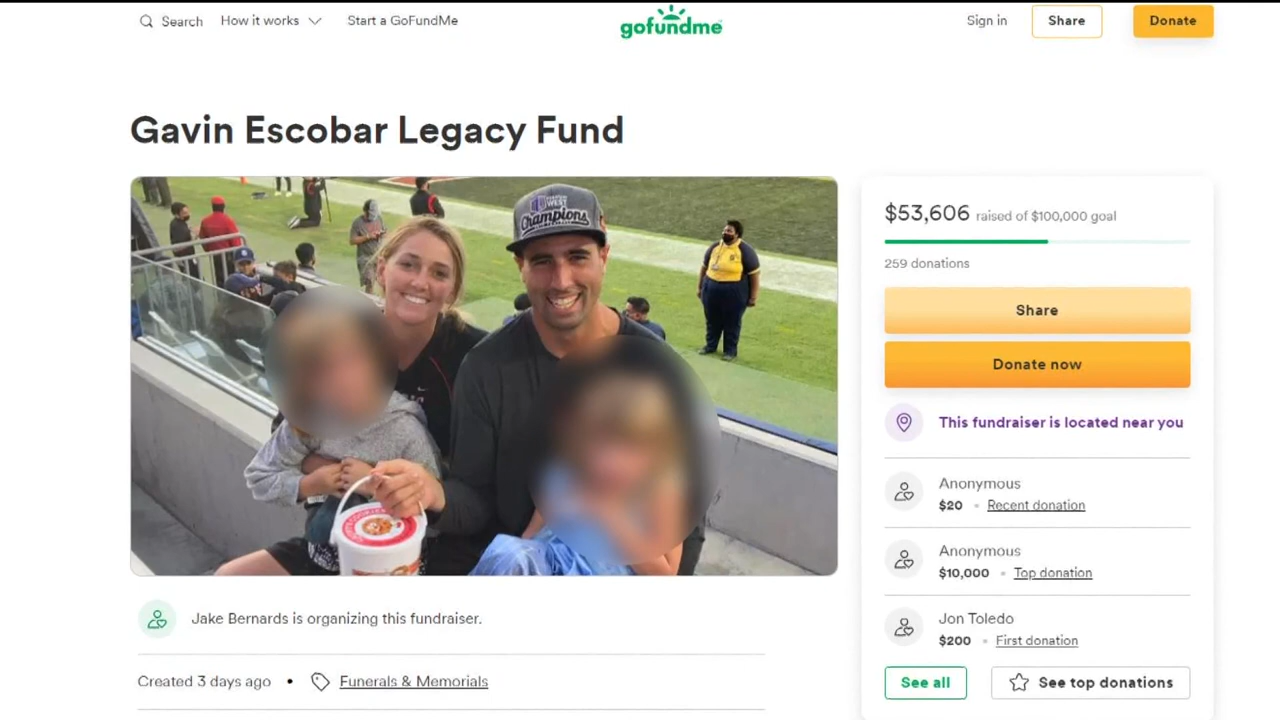 Search How it works Start a GoFundMe gofundme Sign in Share Donate
Gavin Escobar Legacy Fund
WEST
Champions
$53,606 raised of $100,000 goal
259 donations
Share
Donate now
This fundraiser is located near you
Anonymous
$20 • Recent donation
Anonymous
$10,000 • Top donation
Jon Toledo
$200 • First donation
See all See top donations
Jake Bernards is organizing this fundraiser.
Created 3 days ago • Funerals & Memorials